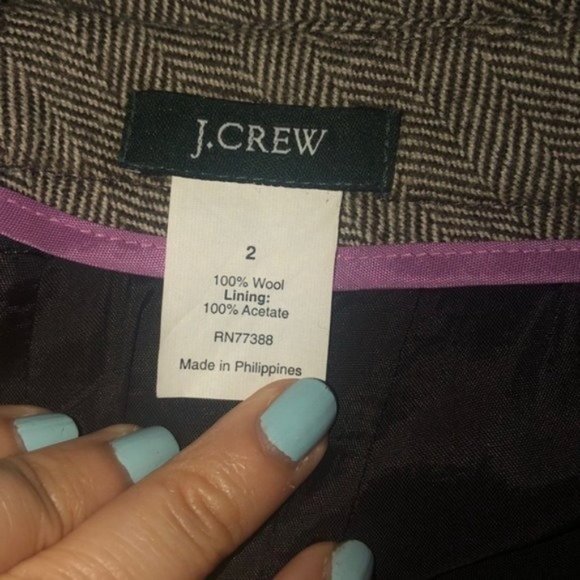 J.CREW
2
100% Wool
Lining:
100% Acetate
RN77388
Made in Philippines